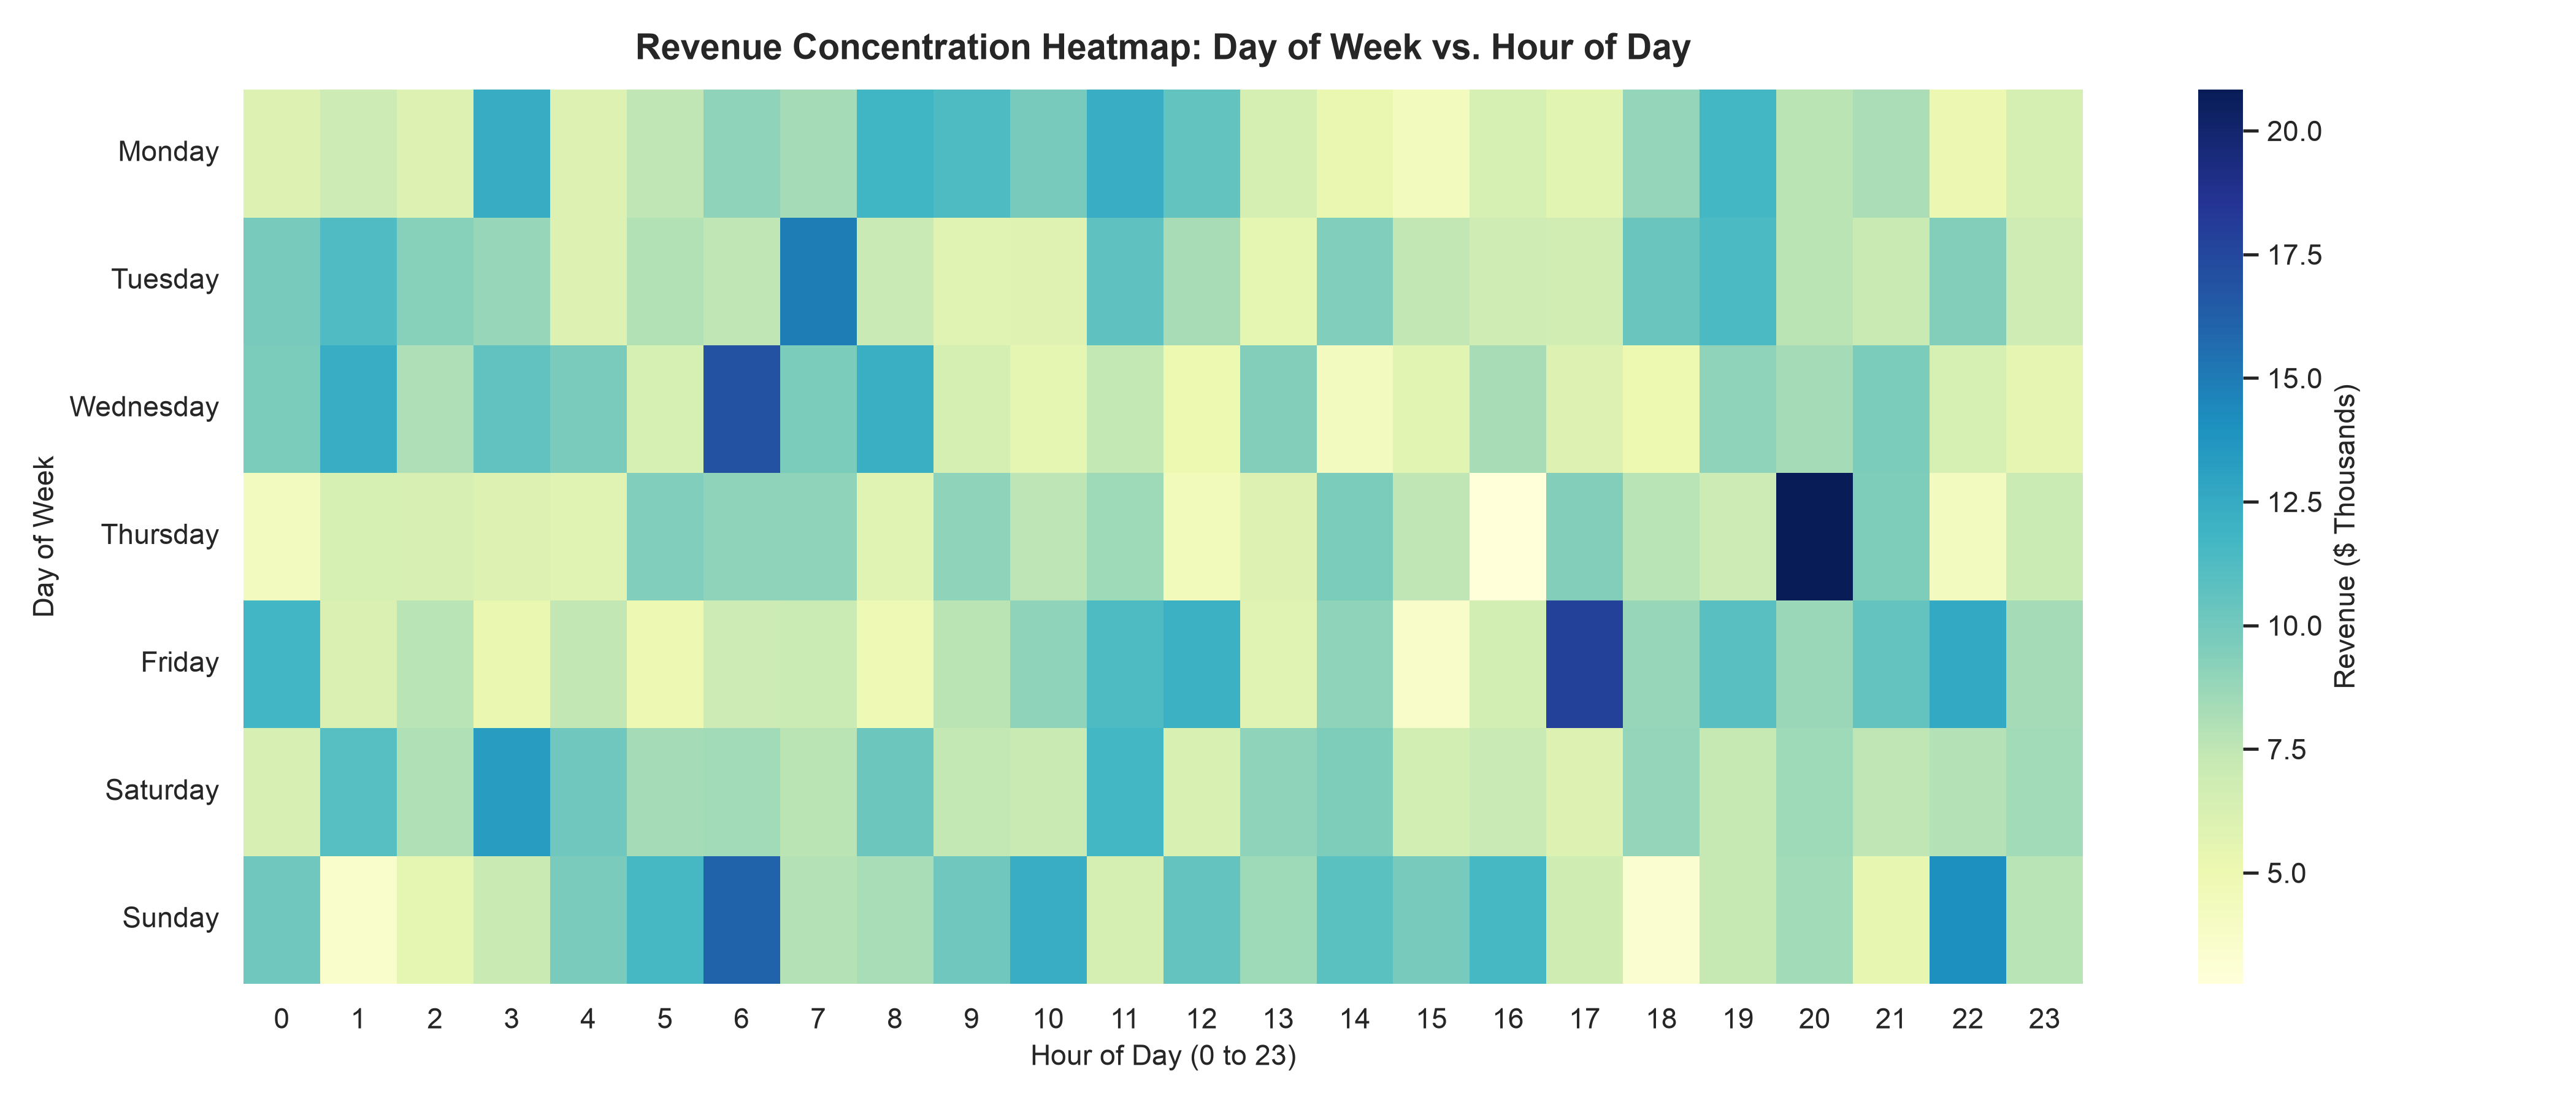 Revenue Concentration Heatmap: Day of Week vs. Hour of Day
Day of Week
Monday
Tuesday
Wednesday
Thursday
Friday
Saturday
Sunday
0 1 2 3 4 5 6 7 8 9 10 11 12 13 14 15 16 17 18 19 20 21 22 23
Hour of Day (0 to 23)
20.0
17.5
15.0
12.5
10.0
7.5
5.0
Revenue ($ Thousands)